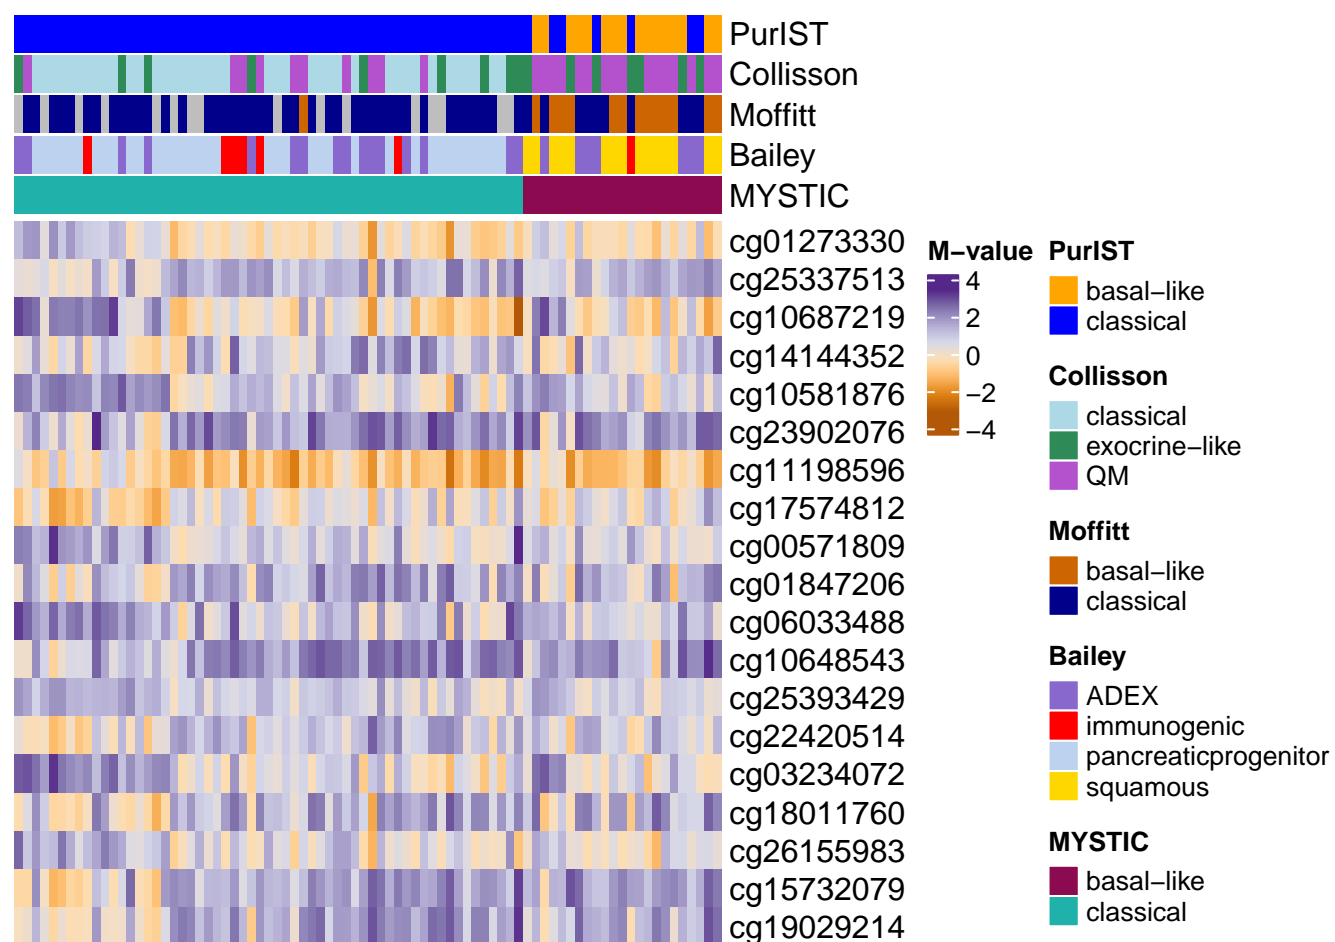 PurIST
Collisson
Moffitt
Bailey
MYSTIC
cg01273330
cg25337513
cg10687219
cg14144352
cg10581876
cg23902076
cg11198596
cg17574812
cg00571809
cg01847206
cg06033488
cg10648543
cg25393429
cg22420514
cg03234072
cg18011760
cg26155983
cg15732079
cg19029214
M−value
4
2
0
−2
−4
PurIST
basal−like
classical
Collisson
classical
exocrine−like
QM
Moffitt
basal−like
classical
Bailey
ADEX
immunogenic
pancreaticprogenitor
squamous
MYSTIC
basal−like
classical